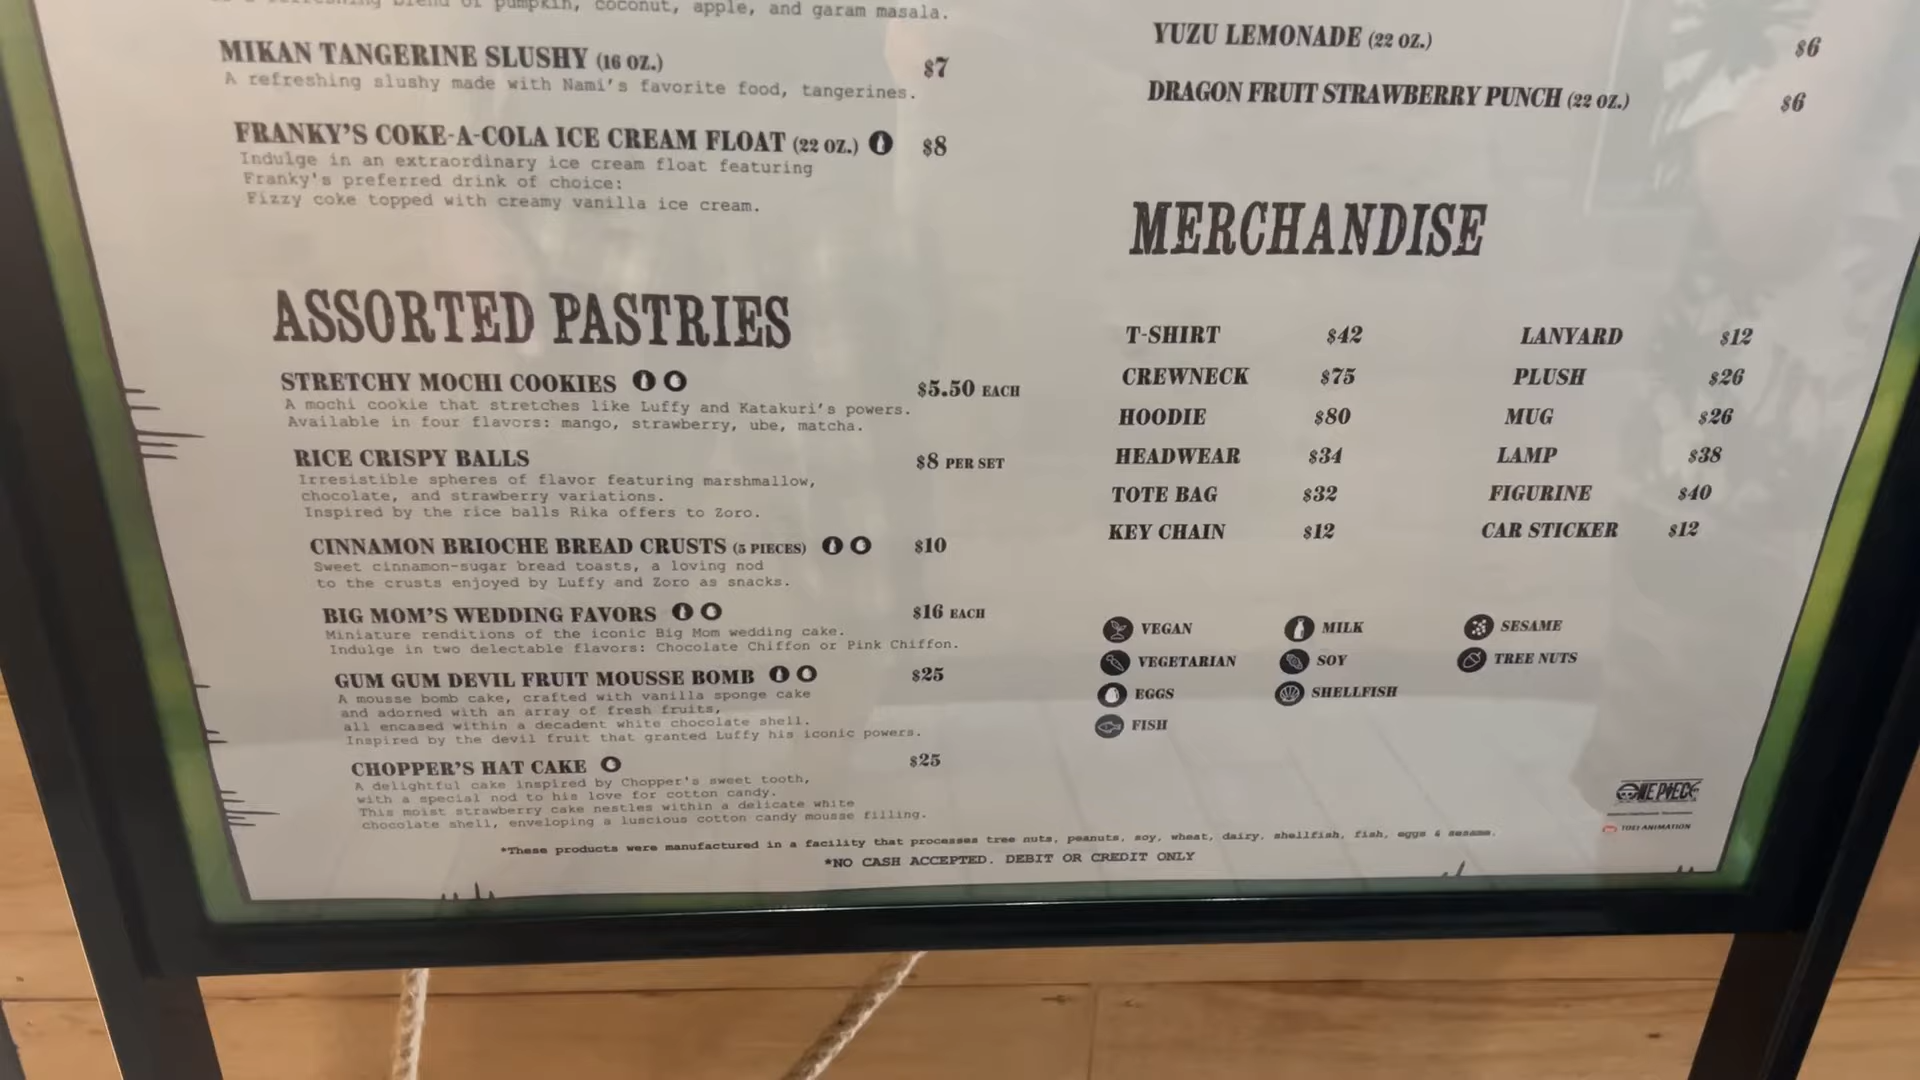 of pumpkin, coconut, apple, and garam masala.
MIKAN TANGERINE SLUSHY (16 OZ.) $7
A refreshing slushy made with Nami's favorite food, tangerines.
FRANKY'S COKE-A-COLA ICE CREAM FLOAT (22 OZ.) $8
Indulge in an extraordinary ice cream float featuring
Franky's preferred drink of choice:
Fizzy coke topped with creamy vanilla ice cream.
ASSORTED PASTRIES
STRETCHY MOCHI COOKIES $5.50 EACH
A mochi cookie that stretches like Luffy and Katakuri's powers.
Available in four flavors: mango, strawberry, ube, matcha.
RICE CRISPY BALLS $8 PER SET
Irresistible spheres of flavor featuring marshmallow,
chocolate, and strawberry variations.
Inspired by the rice balls Rika offers to Zoro.
CINNAMON BRIOCHE BREAD CRUSTS (5 PIECES) $10
Sweet cinnamon-sugar bread toasts, a loving nod
to the crusts enjoyed by Luffy and Zoro as snacks.
BIG MOM'S WEDDING FAVORS $16 EACH
Miniature renditions of the iconic Big Mom wedding cake.
Indulge in two delectable flavors: Chocolate Chiffon or Pink Chiffon.
GUM GUM DEVIL FRUIT MOUSSE BOMB $25
A mousse bomb cake, crafted with vanilla sponge cake
and adorned with an array of fresh fruits,
all encased within a decadent white chocolate shell.
Inspired by the devil fruit that granted Luffy his iconic powers.
CHOPPER'S HAT CAKE $25
A delightful cake inspired by Chopper's sweet tooth,
with a special nod to his love for cotton candy.
This moist strawberry cake nestles within a delicate white
chocolate shell, enveloping a luscious cotton candy mousse filling.
YUZU LEMONADE (22 OZ.) $6
DRAGON FRUIT STRAWBERRY PUNCH (22 OZ.) $6
MERCHANDISE
T-SHIRT $42 LANYARD $12
CREWNECK $75 PLUSH $26
HOODIE $80 MUG $26
HEADWEAR $34 LAMP $38
TOTE BAG $32 FIGURINE $40
KEY CHAIN $12 CAR STICKER $12
VEGAN MILK SESAME
VEGETARIAN SOY TREE NUTS
EGGS SHELLFISH
FISH
ONE PIECE
TOEI ANIMATION
*These products were manufactured in a facility that processes tree nuts, peanuts, soy, wheat, dairy, shellfish, fish, eggs & sesame.
*NO CASH ACCEPTED. DEBIT OR CREDIT ONLY